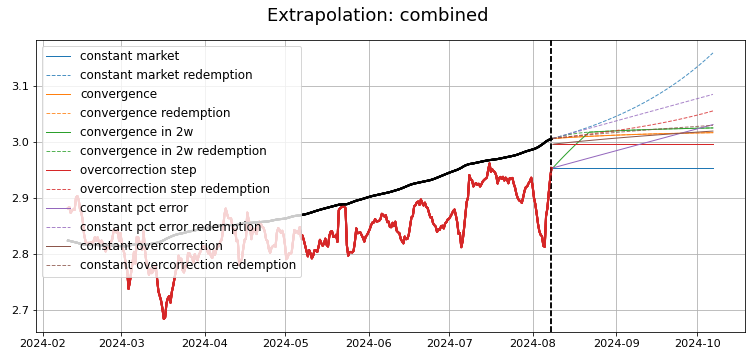 Extrapolation: combined
constant market
constant market redemption
convergence
convergence redemption
convergence in 2w
convergence in 2w redemption
overcorrection step
overcorrection step redemption
constant pct error
constant pct error redemption
constant overcorrection
constant overcorrection redemption
3.1
3.0
2.9
2.8
2.7
2024-02 2024-03 2024-04 2024-05 2024-06 2024-07 2024-08 2024-09 2024-10